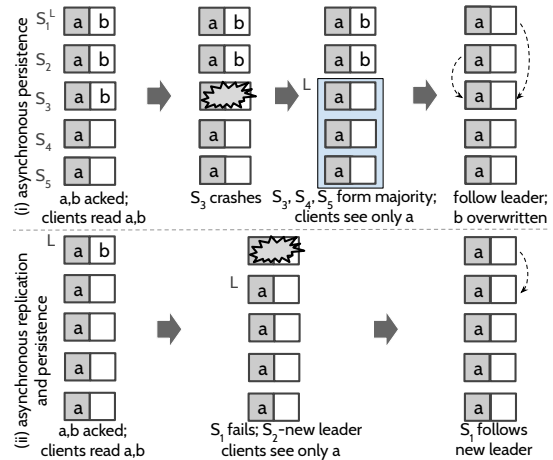 (i) asynchronous persistence
S₁ᴸ a b
S₂ a b
S₃ a b
S₄ a
S₅ a
a,b acked;
clients read a,b
a b
a b
a
a
S₃ crashes
a b
a b
L a
a
a
S₃, S₄, S₅ form majority;
clients see only a
a
a
a
a
a
follow leader;
b overwritten
(ii) asynchronous replication
and persistence
L a b
a
a
a
a
a,b acked;
clients read a,b
L a
a
a
a
S₁ fails; S₂-new leader
clients see only a
a
a
a
a
a
S₁ follows
new leader